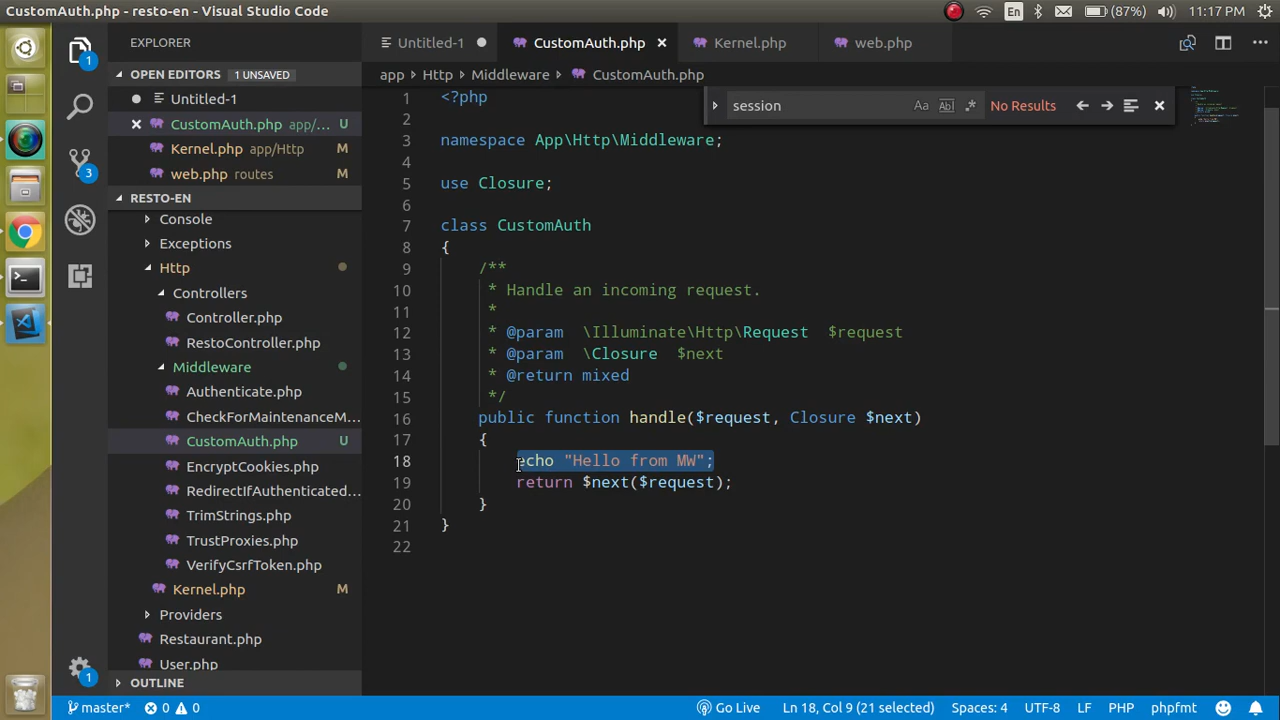 CustomAuth.php - resto-en - Visual Studio Code
En (87%) 11:17 PM
EXPLORER
Untitled-1 CustomAuth.php Kernel.php web.php
OPEN EDITORS 1 UNSAVED
app › Http › Middleware › CustomAuth.php
Untitled-1
CustomAuth.php app/... U
Kernel.php app/Http M
web.php routes M
session Aa Abl .* No Results
RESTO-EN
Console
Exceptions
Http
Controllers
Controller.php
RestoController.php
Middleware
Authenticate.php
CheckForMaintenanceM...
CustomAuth.php U
EncryptCookies.php
RedirectIfAuthenticated...
TrimStrings.php
TrustProxies.php
VerifyCsrfToken.php
Kernel.php M
Providers
Restaurant.php
User.php
OUTLINE
1
3
1
1 <?php
2
3 namespace App\Http\Middleware;
4
5 use Closure;
6
7 class CustomAuth
8 {
9 /**
10 * Handle an incoming request.
11 *
12 * @param \Illuminate\Http\Request $request
13 * @param \Closure $next
14 * @return mixed
15 */
16 public function handle($request, Closure $next)
17 {
18 echo "Hello from MW";
19 return $next($request);
20 }
21 }
22
master* 0 0 Go Live Ln 18, Col 9 (21 selected) Spaces: 4 UTF-8 LF PHP phpfmt